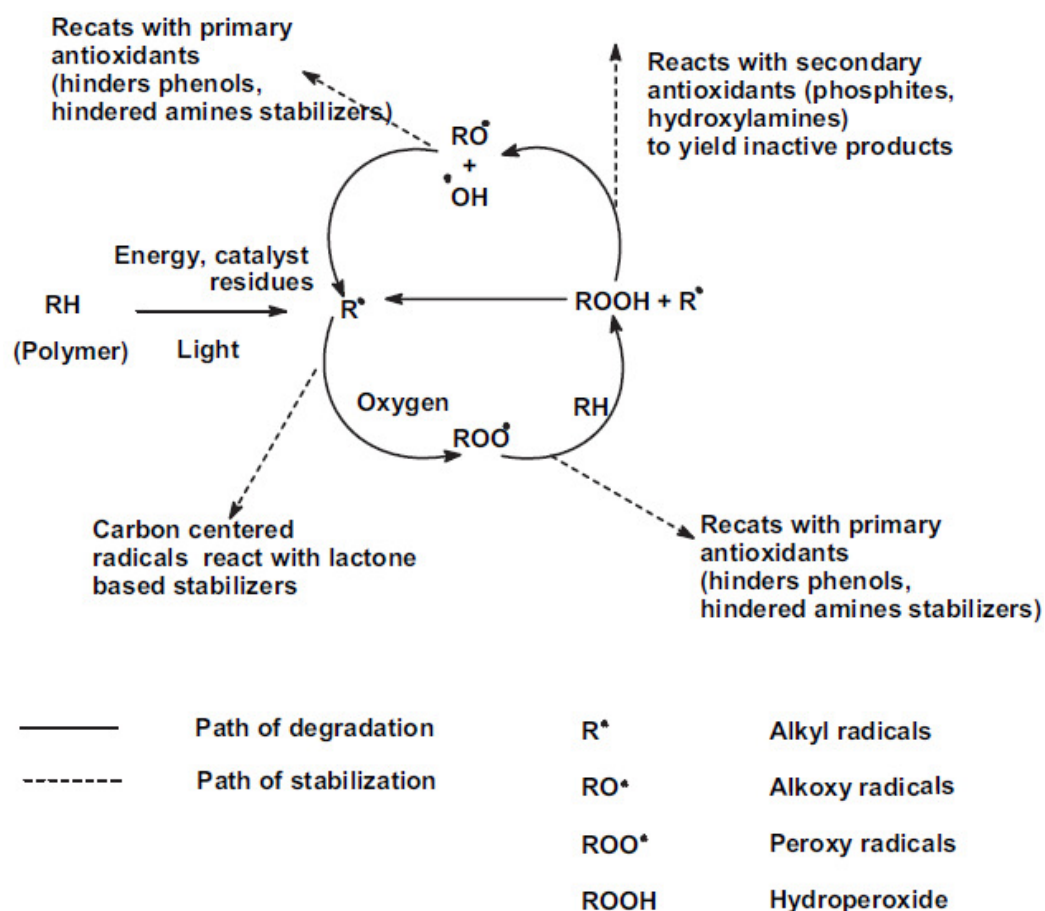 Recats with primary
antioxidants
(hinders phenols,
hindered amines stabilizers)
Reacts with secondary
antioxidants (phosphites,
hydroxylamines)
to yield inactive products
RO•
+
•OH
Energy, catalyst
residues
RH
(Polymer)
Light
R•
ROOH + R•
Oxygen
RH
ROO•
Carbon centered
radicals react with lactone
based stabilizers
Recats with primary
antioxidants
(hinders phenols,
hindered amines stabilizers)
Path of degradation
R• Alkyl radicals
Path of stabilization
RO• Alkoxy radicals
ROO• Peroxy radicals
ROOH Hydroperoxide